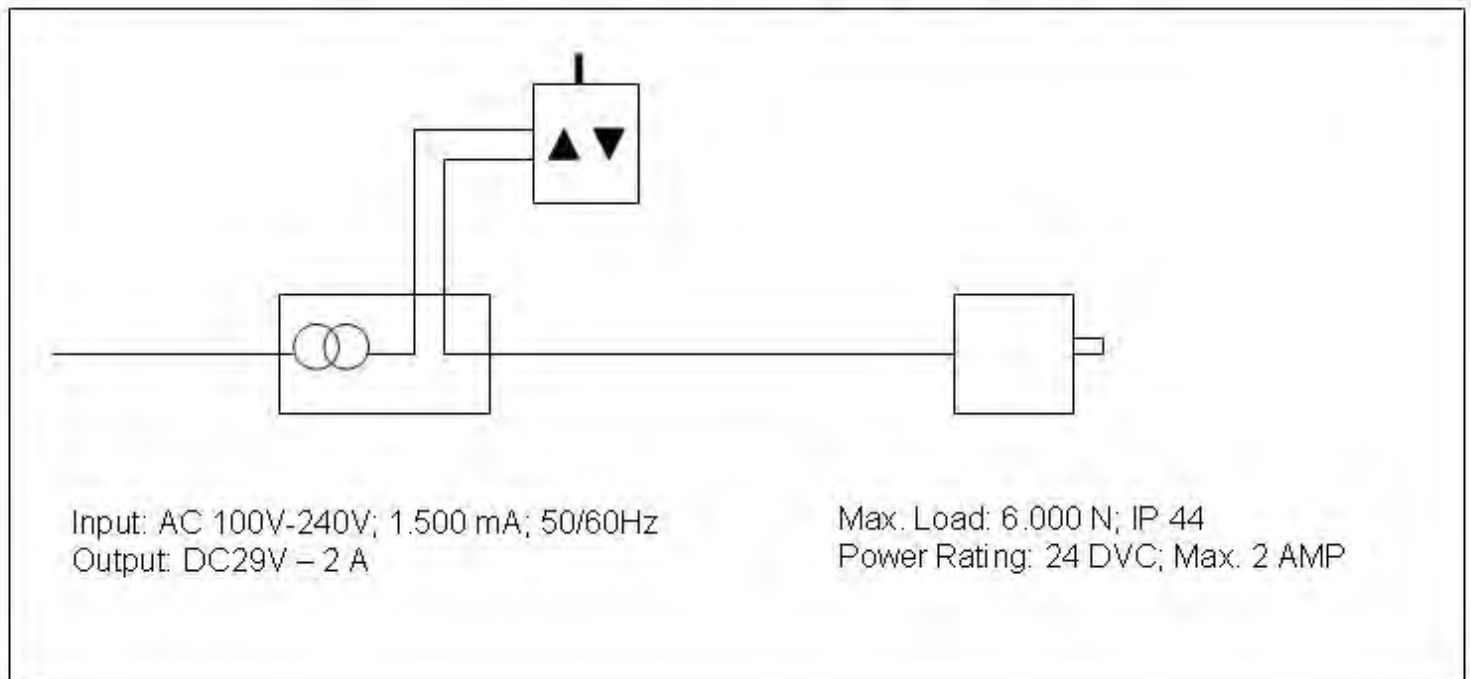 Input: AC 100V-240V; 1.500 mA; 50/60Hz
Output: DC29V – 2 A
Max. Load: 6.000 N; IP 44
Power Rating: 24 DVC; Max. 2 AMP